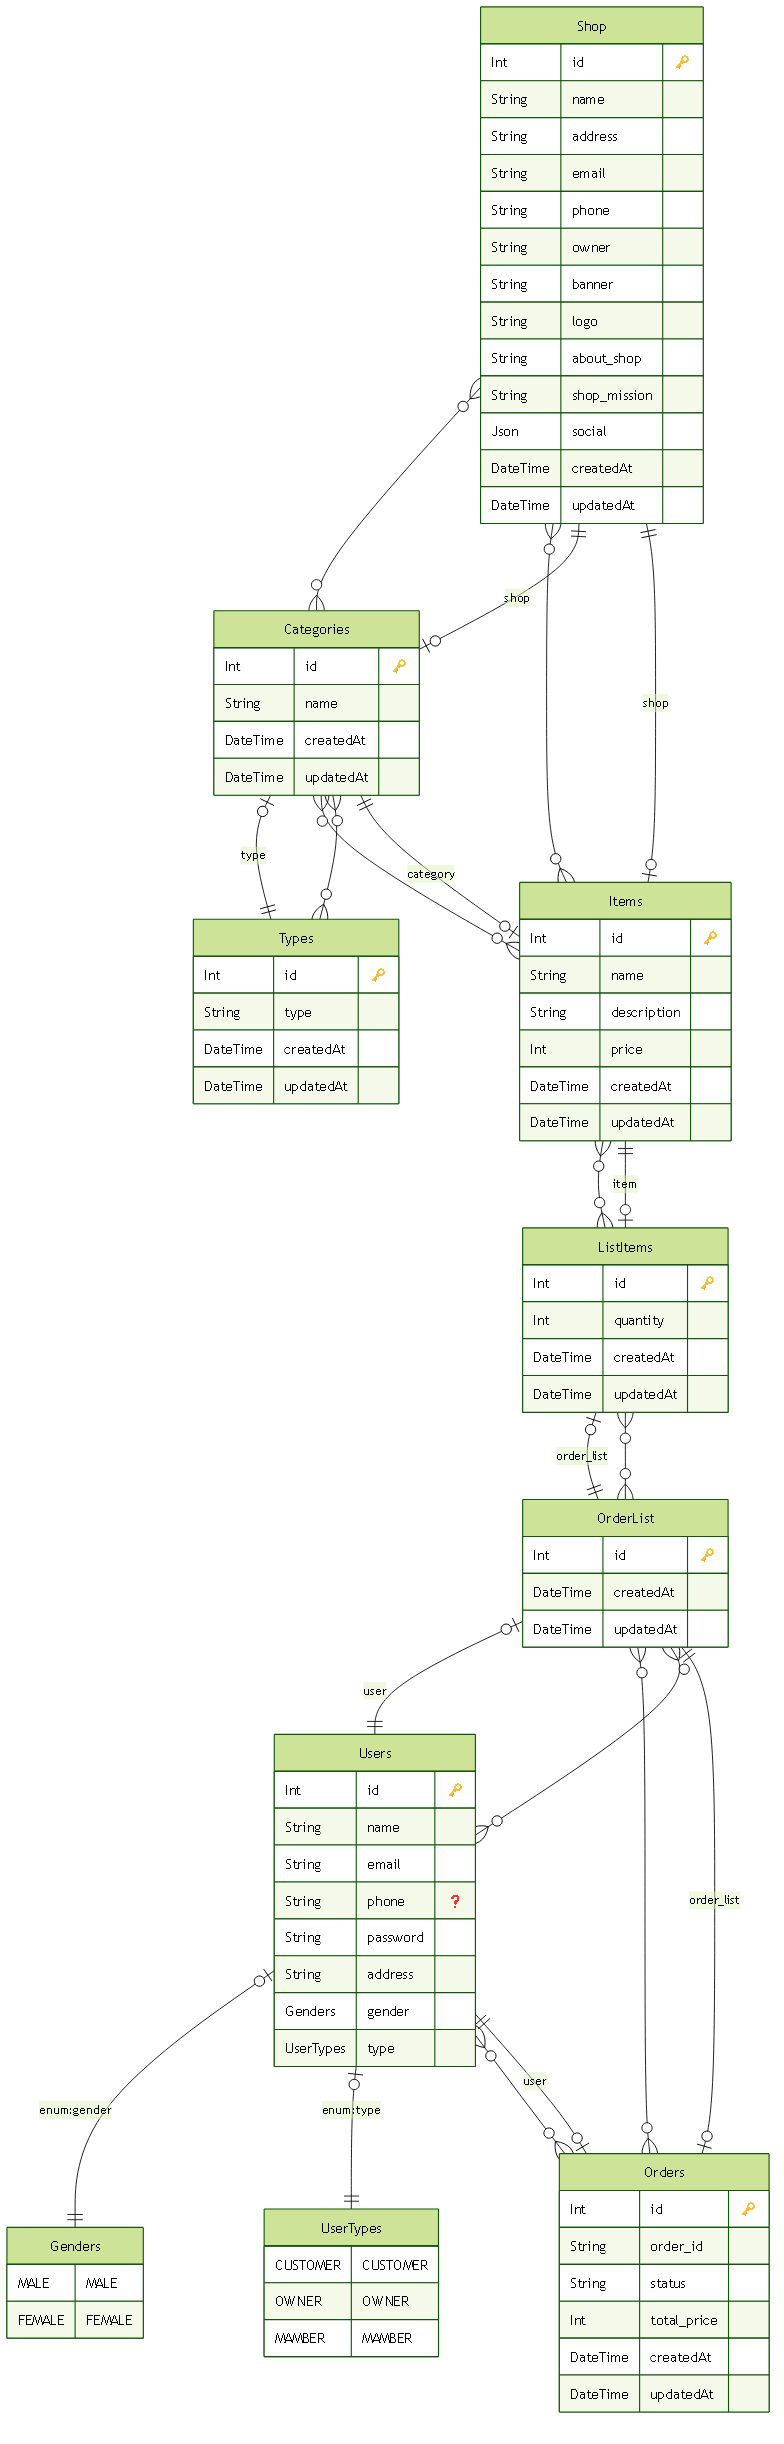 Shop
Int id 🔑
String name
String address
String email
String phone
String owner
String banner
String logo
String about_shop
String shop_mission
Json social
DateTime createdAt
DateTime updatedAt
shop
shop
Categories
Int id 🔑
String name
DateTime createdAt
DateTime updatedAt
type
category
Items
Int id 🔑
String name
String description
Int price
DateTime createdAt
DateTime updatedAt
Types
Int id 🔑
String type
DateTime createdAt
DateTime updatedAt
item
ListItems
Int id 🔑
Int quantity
DateTime createdAt
DateTime updatedAt
order_list
OrderList
Int id 🔑
DateTime createdAt
DateTime updatedAt
user
Users
Int id 🔑
String name
String email
String phone ❓
String password
String address
Genders gender
UserTypes type
order_list
user
enum:gender
enum:type
Orders
Int id 🔑
String order_id
String status
Int total_price
DateTime createdAt
DateTime updatedAt
UserTypes
CUSTOMER CUSTOMER
OWNER OWNER
MAMBER MAMBER
Genders
MALE MALE
FEMALE FEMALE